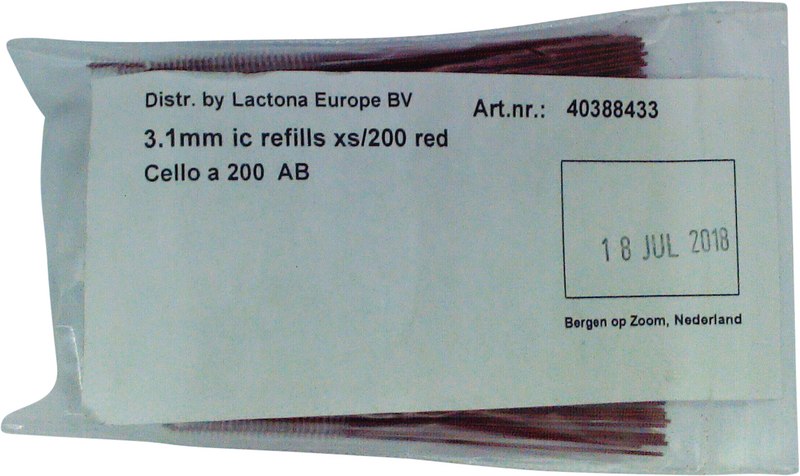 Distr. by Lactona Europe BV
Art.nr.: 40388433
3.1mm ic refills xs/200 red
Cello a 200 AB
18 JUL 2018
Bergen op Zoom, Nederland